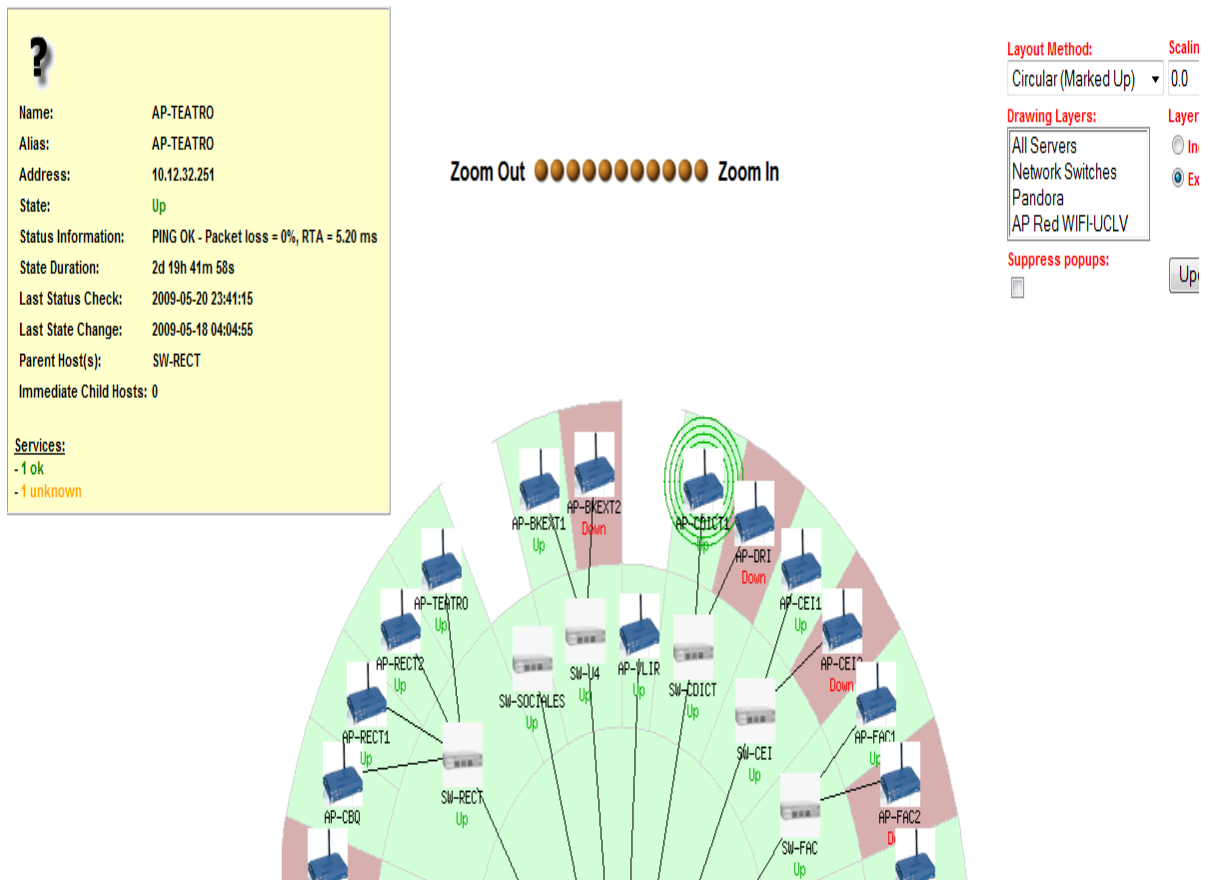 ?
Name: AP-TEATRO
Alias: AP-TEATRO
Address: 10.12.32.251
State: Up
Status Information: PING OK - Packet loss = 0%, RTA = 5.20 ms
State Duration: 2d 19h 41m 58s
Last Status Check: 2009-05-20 23:41:15
Last State Change: 2009-05-18 04:04:55
Parent Host(s): SW-RECT
Immediate Child Hosts: 0
Services:
- 1 ok
- 1 unknown
Zoom Out Zoom In
Layout Method: Scalin
Circular (Marked Up) 0.0
Drawing Layers: Layer
All Servers
Network Switches
Pandora
AP Red WIFI-UCLV
In
Ex
Suppress popups:
Up
AP-BKEXT1
Up
AP-BKEXT2
Down
AP-CDICT1
Up
AP-DRI
Down
AP-TEATRO
Up
AP-CEI1
Up
AP-RECT2
Up
AP-CEI2
Down
SW-SOCIALES
Up
SW-U4
Up
AP-VLIR
Up
SW-CDICT
Up
AP-RECT1
Up
SW-CEI
Up
AP-FAC1
Up
AP-CBQ
SW-RECT
Up
AP-FAC2
D
SW-FAC
Up